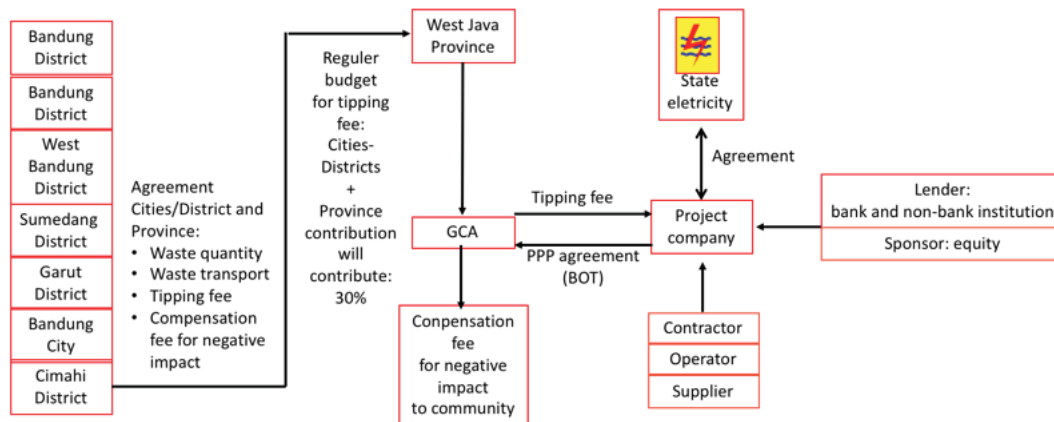 Bandung
District
Bandung
District
West
Bandung
District
Sumedang
District
Garut
District
Bandung
City
Cimahi
District
Agreement
Cities/District and
Province:
• Waste quantity
• Waste transport
• Tipping fee
• Compensation
fee for negative
impact
West Java
Province
Reguler
budget
for tipping
fee:
Cities-
Districts
+
Province
contribution
will
contribute:
30%
GCA
Conpensation
fee
for negative
impact
to community
Tipping fee
PPP agreement
(BOT)
State
eletricity
Agreement
Project
company
Lender:
bank and non-bank institution
Sponsor: equity
Contractor
Operator
Supplier